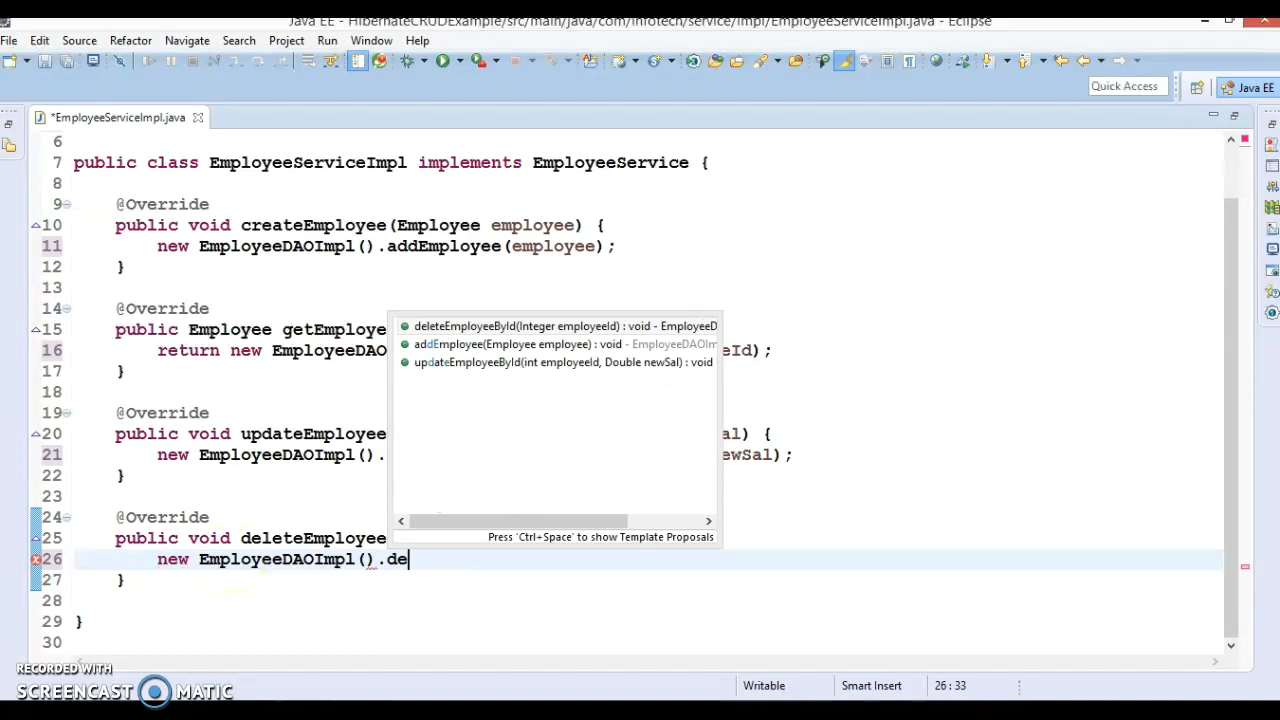 Java EE - HibernateCRUDExample/src/main/java/com/infotech/service/impl/EmployeeServiceImpl.java - Eclipse
File Edit Source Refactor Navigate Search Project Run Window Help
Quick Access
Java EE
*EmployeeServiceImpl.java
6
7 public class EmployeeServiceImpl implements EmployeeService {
8
9 @Override
10 public void createEmployee(Employee employee) {
11 new EmployeeDAOImpl().addEmployee(employee);
12 }
13
14 @Override
15 public Employee getEmploye
16 return new EmployeeDAO eId);
17 }
18
19 @Override
20 public void updateEmployee al) {
21 new EmployeeDAOImpl(). ewSal);
22 }
23
24 @Override
25 public void deleteEmployee
26 new EmployeeDAOImpl().de
27 }
28
29 }
30
deleteEmployeeById(Integer employeeId) : void - EmployeeD
addEmployee(Employee employee) : void - EmployeeDAOIm
updateEmployeeById(int employeeId, Double newSal) : void
Press 'Ctrl+Space' to show Template Proposals
RECORDED WITH
SCREENCAST MATIC
Writable Smart Insert 26 : 33